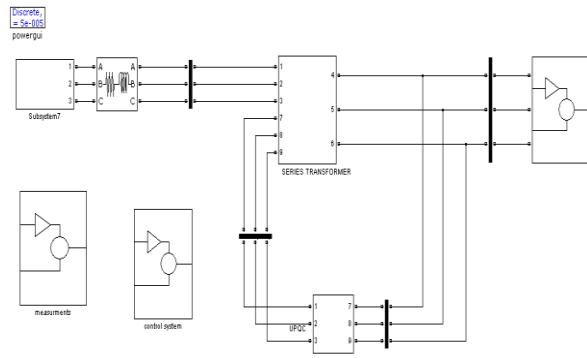 Discrete,
= 5e-005
powergui
1 A A
2 B B
3 C C
Subsystem7
1
2
3
7
8
9
4
5
6
SERIES TRANSFORMER
measurments
control system
1 7
UPQC 2 8
3 9